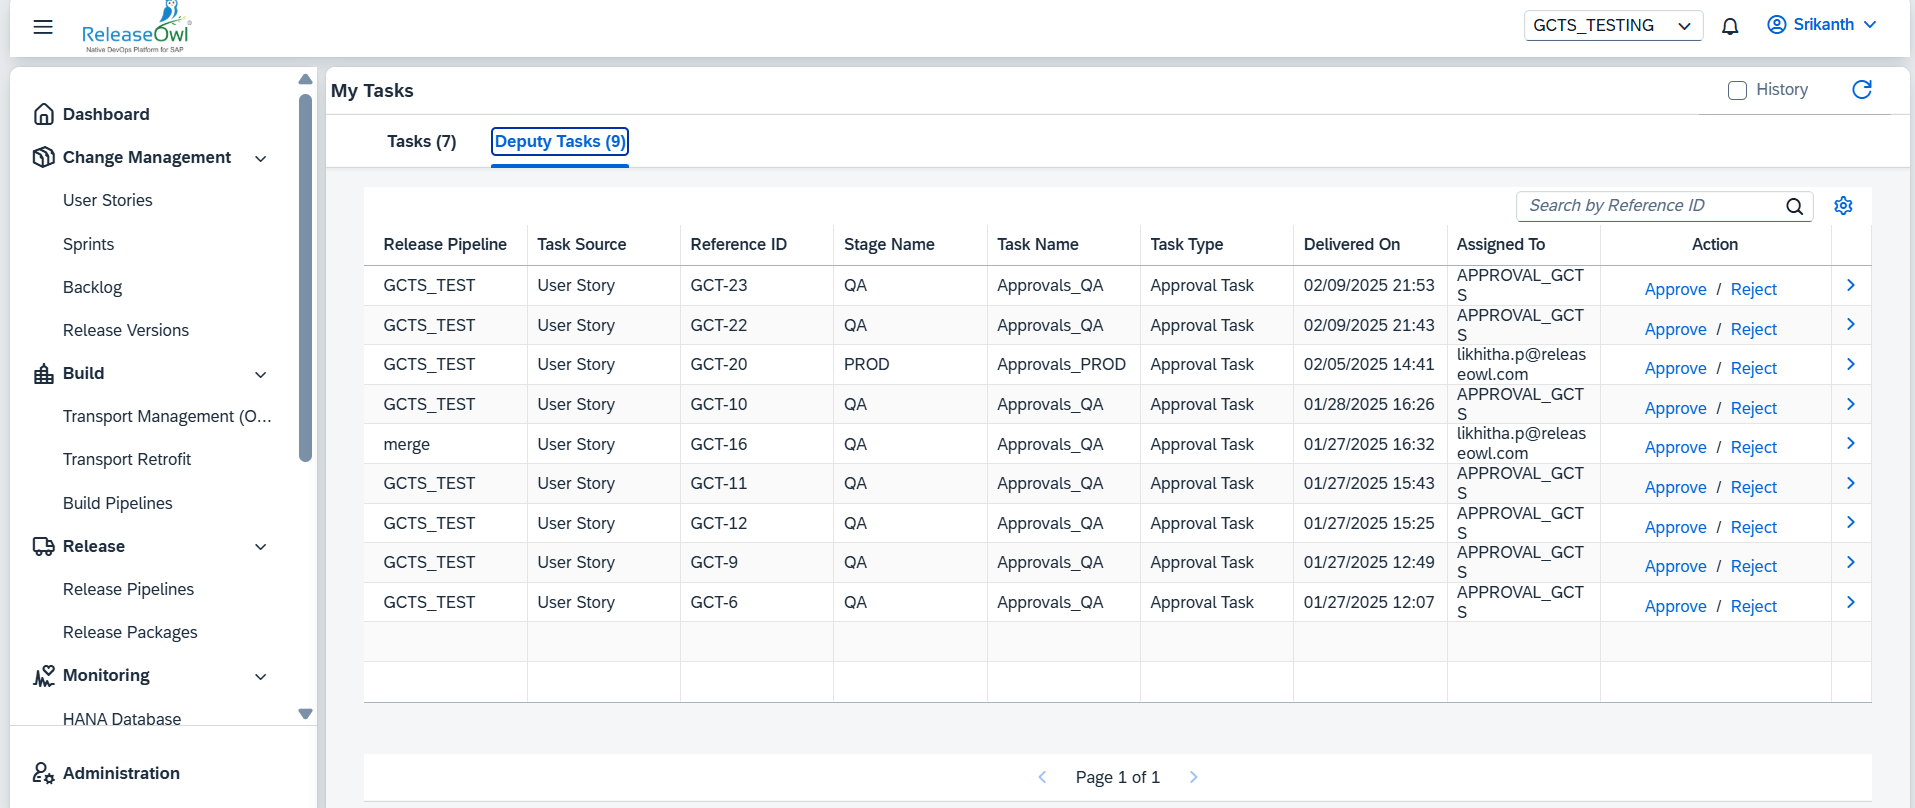 ReleaseOwl
Native DevOps Platform for SAP
GCTS_TESTING
Srikanth
Dashboard
Change Management
User Stories
Sprints
Backlog
Release Versions
Build
Transport Management (O...
Transport Retrofit
Build Pipelines
Release
Release Pipelines
Release Packages
Monitoring
HANA Database
Administration
My Tasks
History
Tasks (7) Deputy Tasks (9)
Search by Reference ID
Release Pipeline Task Source Reference ID Stage Name Task Name Task Type Delivered On Assigned To Action
GCTS_TEST User Story GCT-23 QA Approvals_QA Approval Task 02/09/2025 21:53 APPROVAL_GCT
S Approve / Reject
GCTS_TEST User Story GCT-22 QA Approvals_QA Approval Task 02/09/2025 21:43 APPROVAL_GCT
S Approve / Reject
GCTS_TEST User Story GCT-20 PROD Approvals_PROD Approval Task 02/05/2025 14:41 likhitha.p@releas
eowl.com Approve / Reject
GCTS_TEST User Story GCT-10 QA Approvals_QA Approval Task 01/28/2025 16:26 APPROVAL_GCT
S Approve / Reject
merge User Story GCT-16 QA Approvals_QA Approval Task 01/27/2025 16:32 likhitha.p@releas
eowl.com Approve / Reject
GCTS_TEST User Story GCT-11 QA Approvals_QA Approval Task 01/27/2025 15:43 APPROVAL_GCT
S Approve / Reject
GCTS_TEST User Story GCT-12 QA Approvals_QA Approval Task 01/27/2025 15:25 APPROVAL_GCT
S Approve / Reject
GCTS_TEST User Story GCT-9 QA Approvals_QA Approval Task 01/27/2025 12:49 APPROVAL_GCT
S Approve / Reject
GCTS_TEST User Story GCT-6 QA Approvals_QA Approval Task 01/27/2025 12:07 APPROVAL_GCT
S Approve / Reject
Page 1 of 1